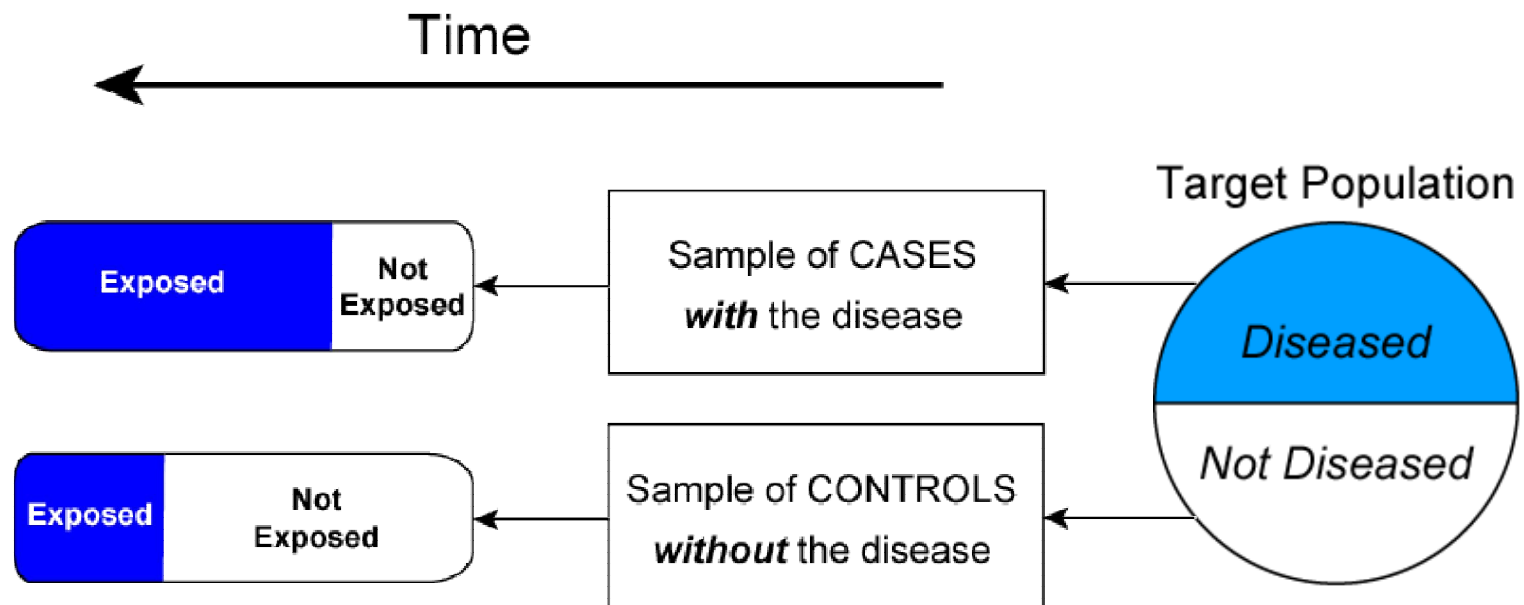 Time
Target Population
Exposed
Not
Exposed
Sample of CASES
with the disease
Diseased
Exposed
Not
Exposed
Sample of CONTROLS
without the disease
Not Diseased